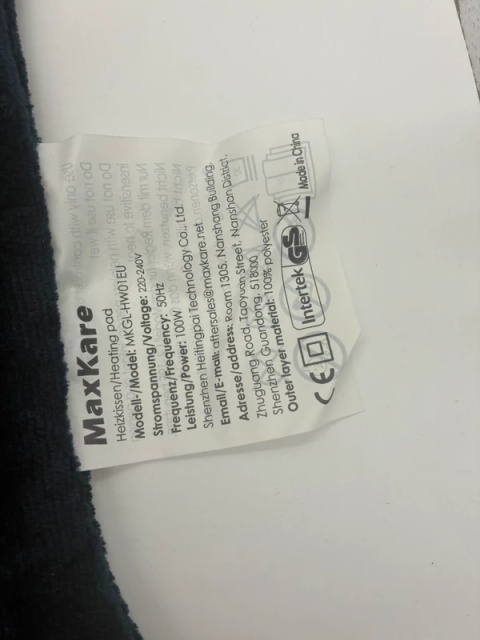 MaxKare
Heizkissen/Heating pad
Modell-/Model: MKGL-HW01EU
Stromspannung/Voltage: 220-240V
Frequenz/Frequency: 50Hz
Leistung/Power: 100W
Shenzhen Heitingpai Technology Co., Ltd.
Email/E-mail: aftersales@maxkare.net
Adresse/address: Room 1305, Nanshang Building,
Zhuguang Road, Taoyuan Street, Nanshan District,
Shenzhen Guandong, 518000
Outer layer material: 100% polyester
CE Intertek GS Made in China